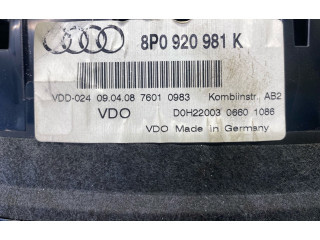 8P0 920 981 K
VDD-024 09.04.08 7601 0983 Kombiinstr. AB2
VDO D0H22003 0660 1086
VDO Made in Germany